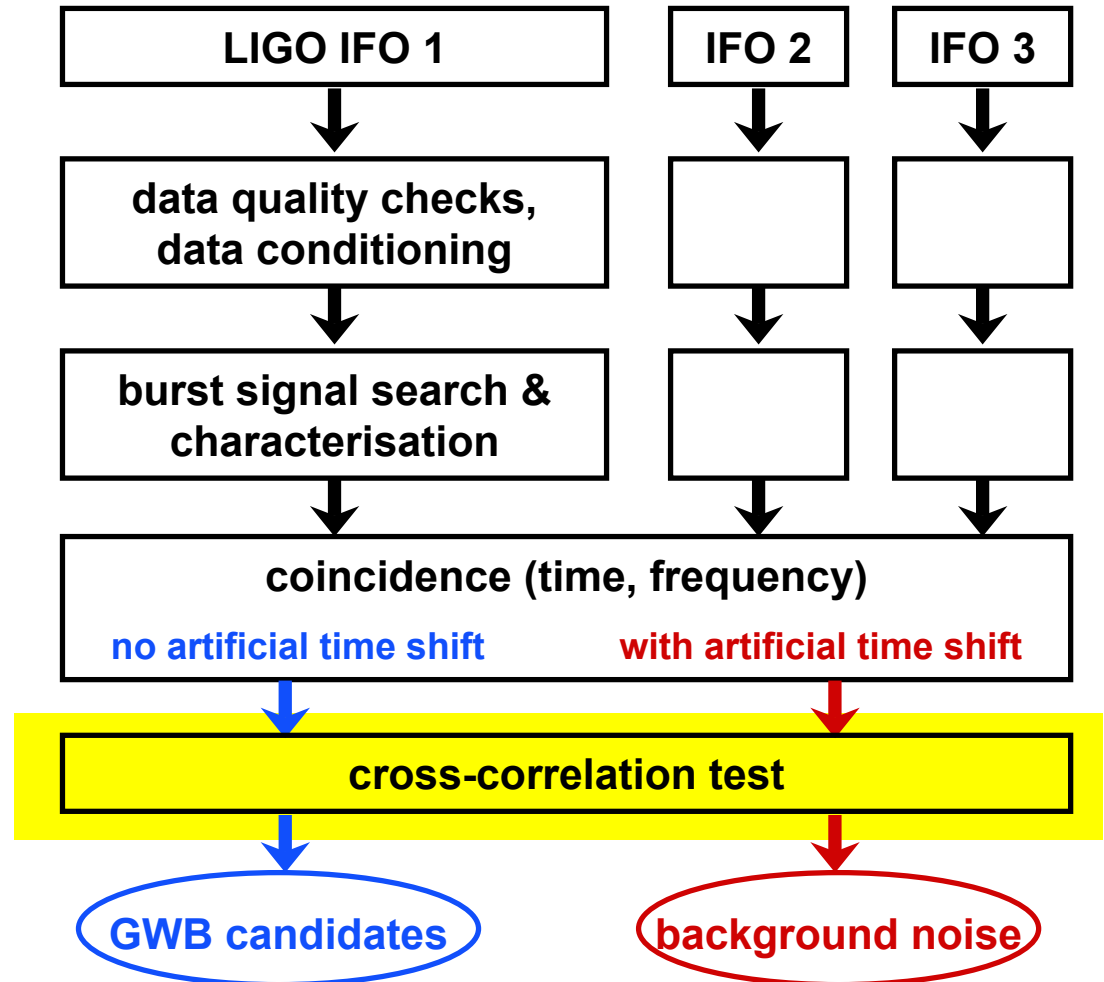 LIGO IFO 1
IFO 2
IFO 3
data quality checks,
data conditioning
burst signal search &
characterisation
coincidence (time, frequency)
no artificial time shift
with artificial time shift
cross-correlation test
GWB candidates
background noise